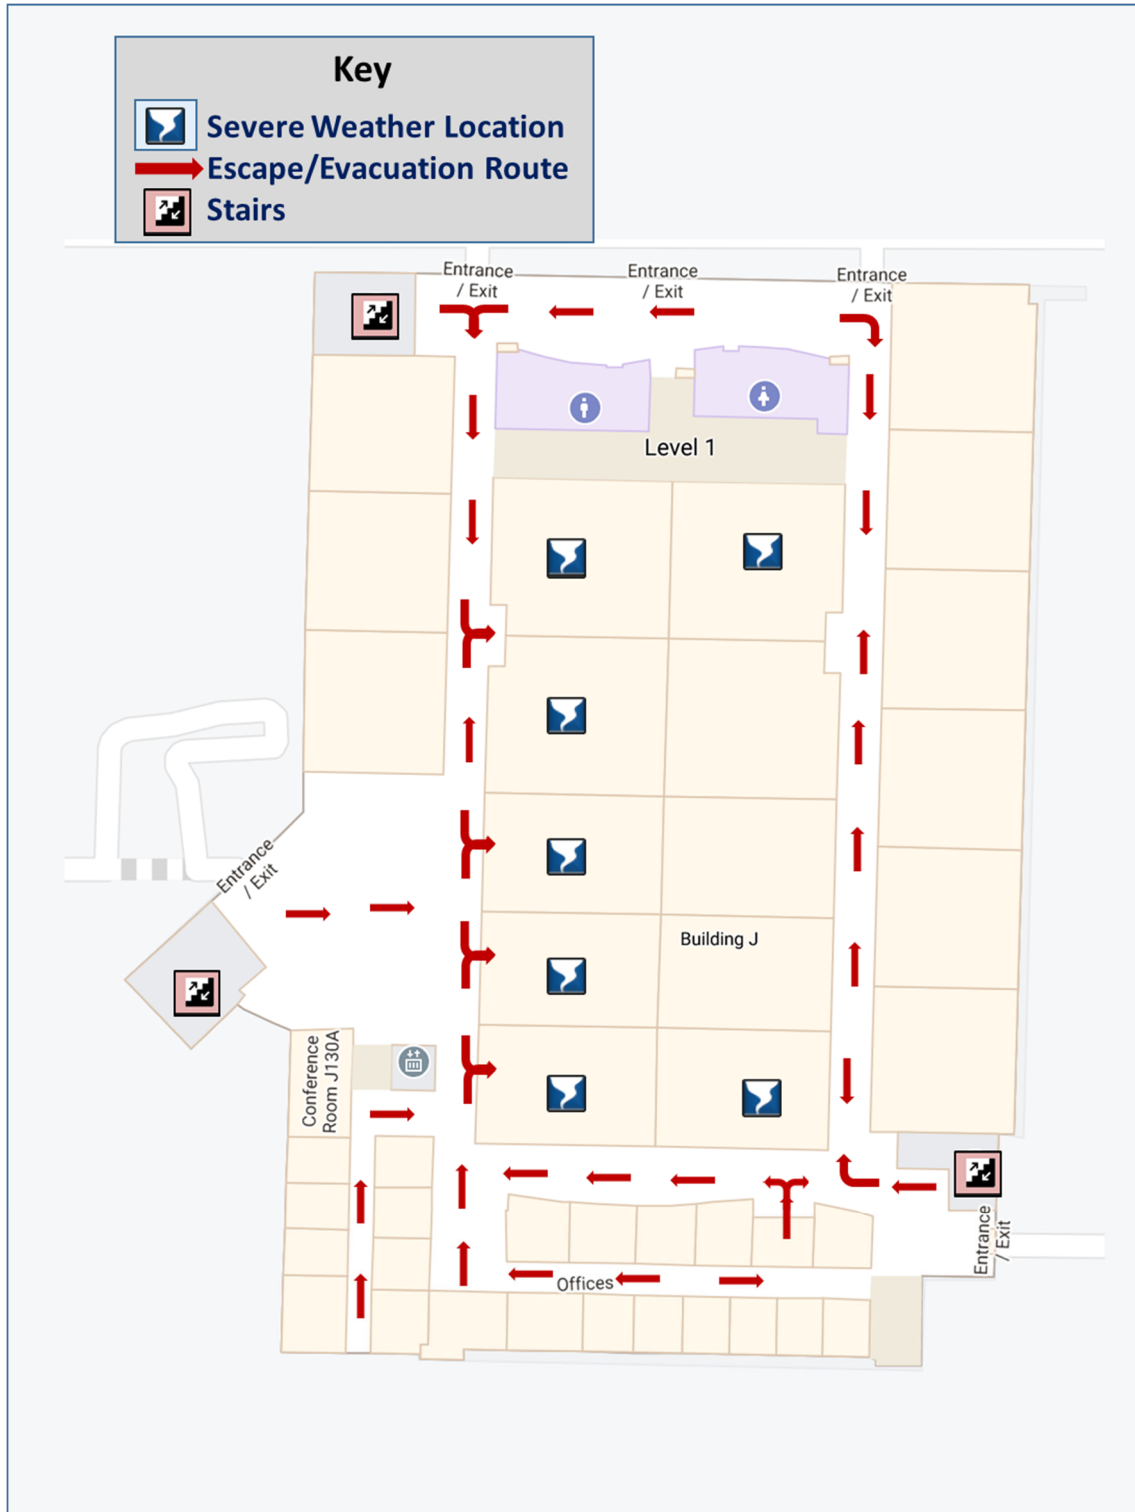 Key
Severe Weather Location
Escape/Evacuation Route
Stairs
Entrance
/ Exit
Entrance
/ Exit
Entrance
/ Exit
Level 1
Entrance
/ Exit
Building J
Conference
Room J130A
Entrance
/ Exit
Offices